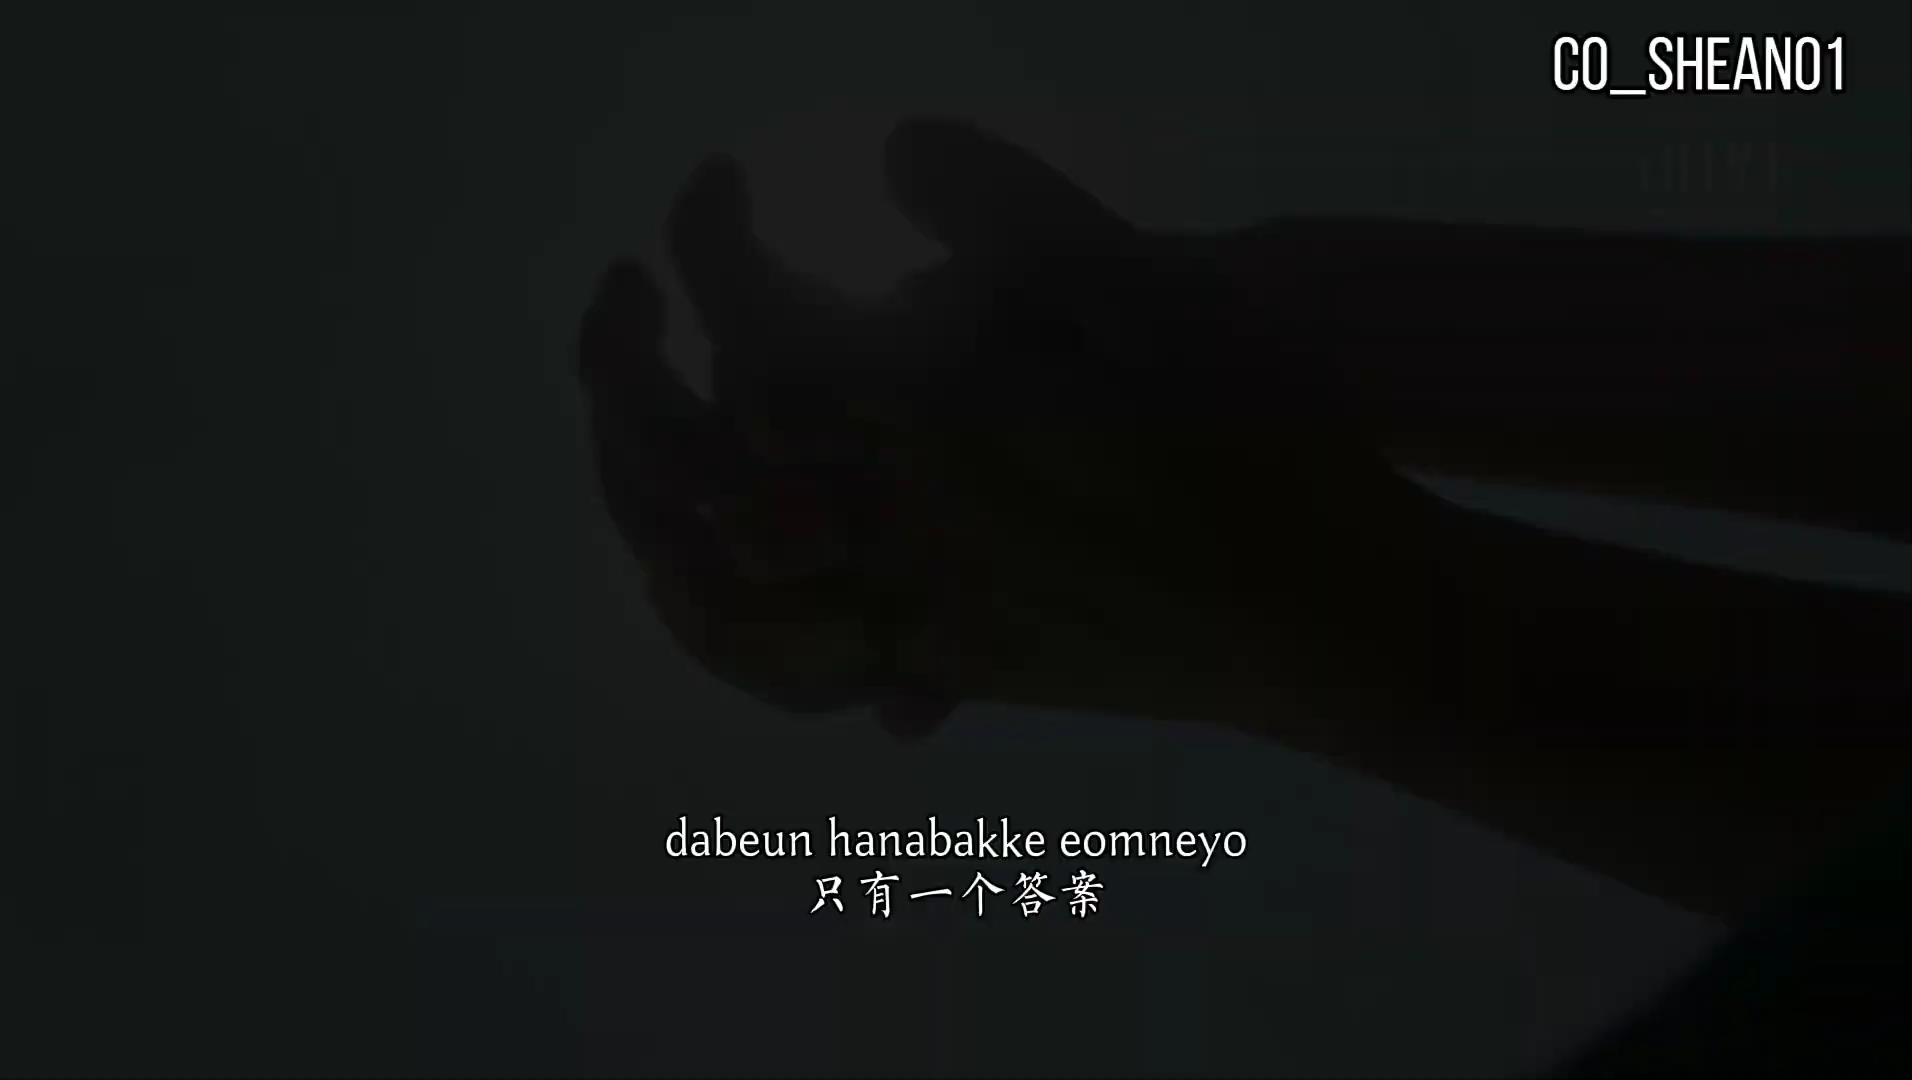 CO_SHEAN01
dabeun hanabakke eomneyo
只有一个答案